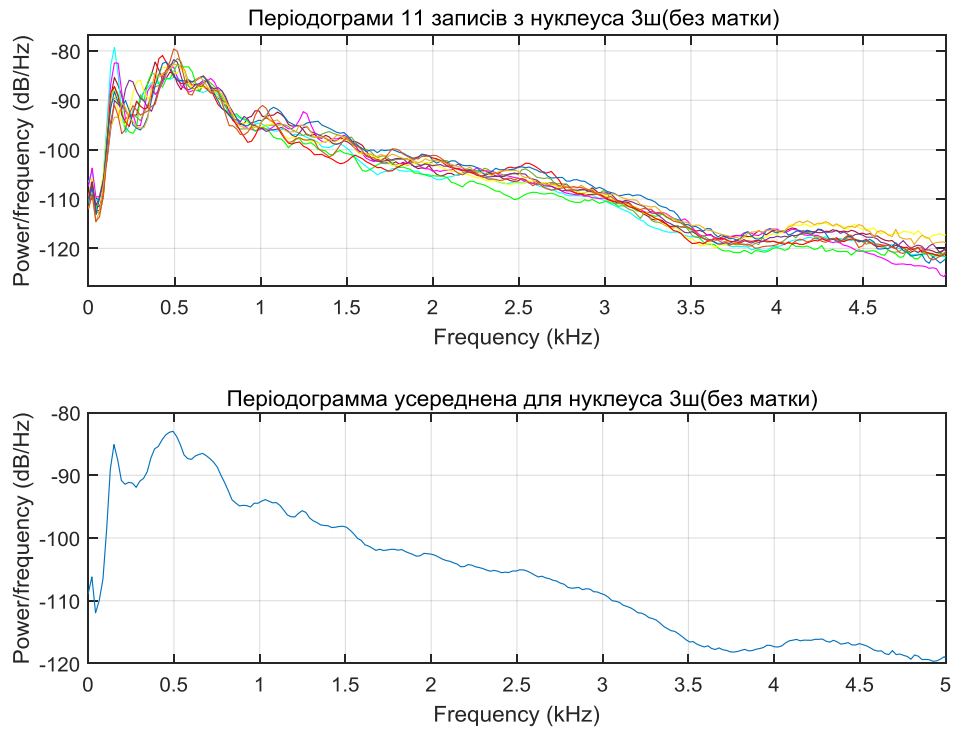 Періодограми 11 записів з нуклеуса 3ш(без матки)
Power/frequency (dB/Hz)
-80
-90
-100
-110
-120
0 0.5 1 1.5 2 2.5 3 3.5 4 4.5
Frequency (kHz)
Періодограмма усереднена для нуклеуса 3ш(без матки)
Power/frequency (dB/Hz)
-80
-90
-100
-110
-120
0 0.5 1 1.5 2 2.5 3 3.5 4 4.5 5
Frequency (kHz)